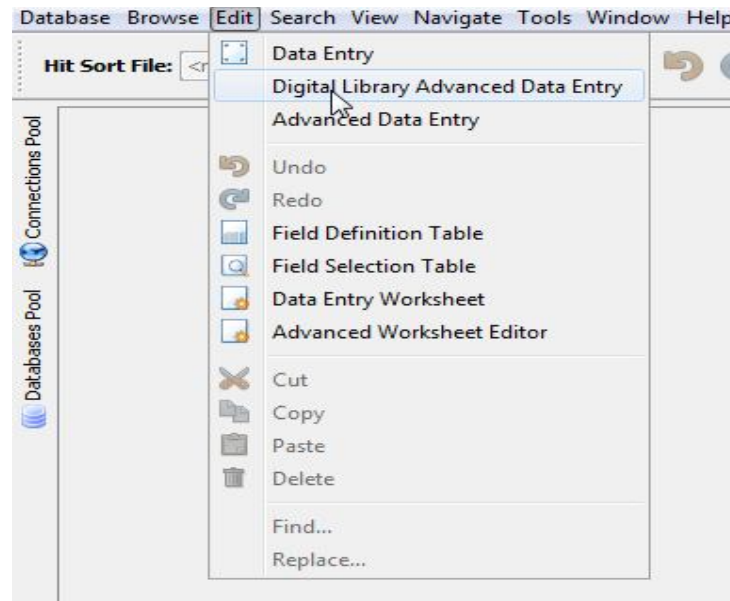 Database Browse Edit Search View Navigate Tools Window Help
Hit Sort File:
Data Entry
Digital Library Advanced Data Entry
Advanced Data Entry
Undo
Redo
Field Definition Table
Field Selection Table
Data Entry Worksheet
Advanced Worksheet Editor
Cut
Copy
Paste
Delete
Find...
Replace...
Connections Pool
Databases Pool